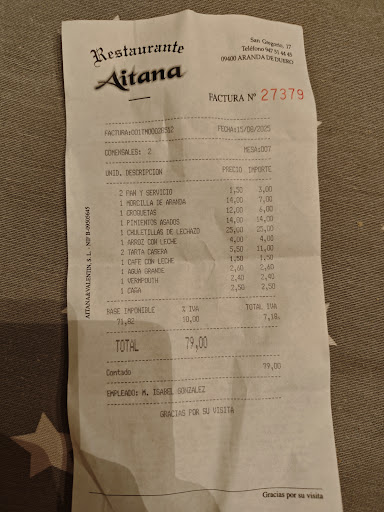 Restaurante
Aitana
San Gregorio, 17
Teléfono 947 51 44 45
09400 ARANDA DE DUERO
FACTURA Nº 27379
FACTURA:001TM00020512 FECHA:15/08/2025
COMENSALES: 2 MESA:007
UNID. DESCRIPCION PRECIO IMPORTE
2 PAN Y SERVICIO 1,50 3,00
1 MORCILLA DE ARANDA 14,00 7,00
1 CROQUETAS 12,00 6,00
1 PIMIENTOS ASADOS 14,00 14,00
1 CHULETILLAS DE LECHAZO 25,00 25,00
1 ARROZ CON LECHE 4,00 4,00
2 TARTA CASERA 5,50 11,00
1 CAFE CON LECHE 1,50 1,50
1 AGUA GRANDE 2,60 2,60
1 VERMPOUTH 2,40 2,40
1 CAÑA 2,50 2,50
BASE IMPONIBLE % IVA TOTAL IVA
71,82 10,00 7,18
TOTAL 79,00
Contado 79,00
EMPLEADO: M. ISABEL GONZALEZ
GRACIAS POR SU VISITA
Gracias por su visita
AITANA&VALENTIN, S. L. NIF B-09500645